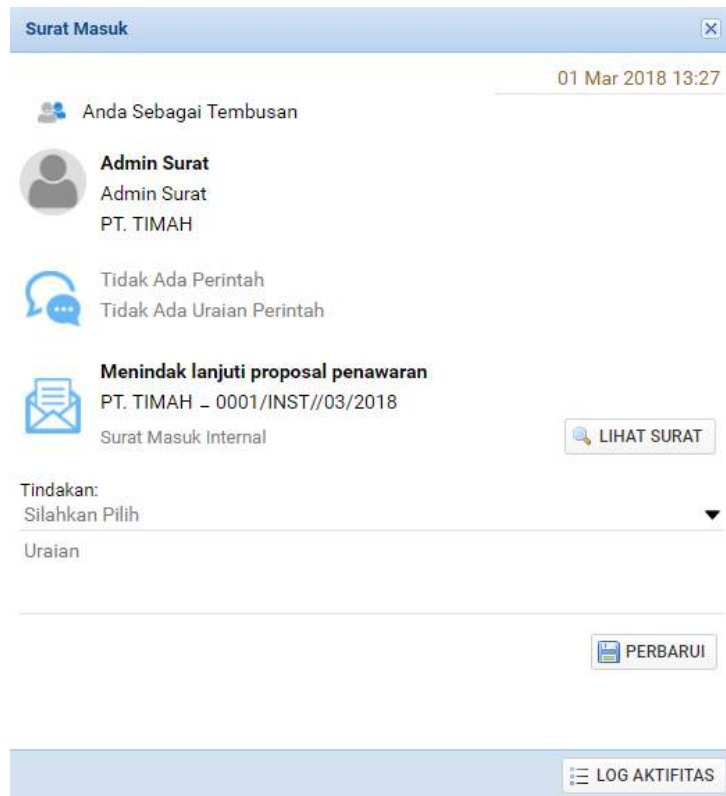 Surat Masuk
01 Mar 2018 13:27
Anda Sebagai Tembusan
Admin Surat
Admin Surat
PT. TIMAH
Tidak Ada Perintah
Tidak Ada Uraian Perintah
Menindak lanjuti proposal penawaran
PT. TIMAH – 0001/INST//03/2018
Surat Masuk Internal
LIHAT SURAT
Tindakan:
Silahkan Pilih
Uraian
PERBARUI
LOG AKTIFITAS